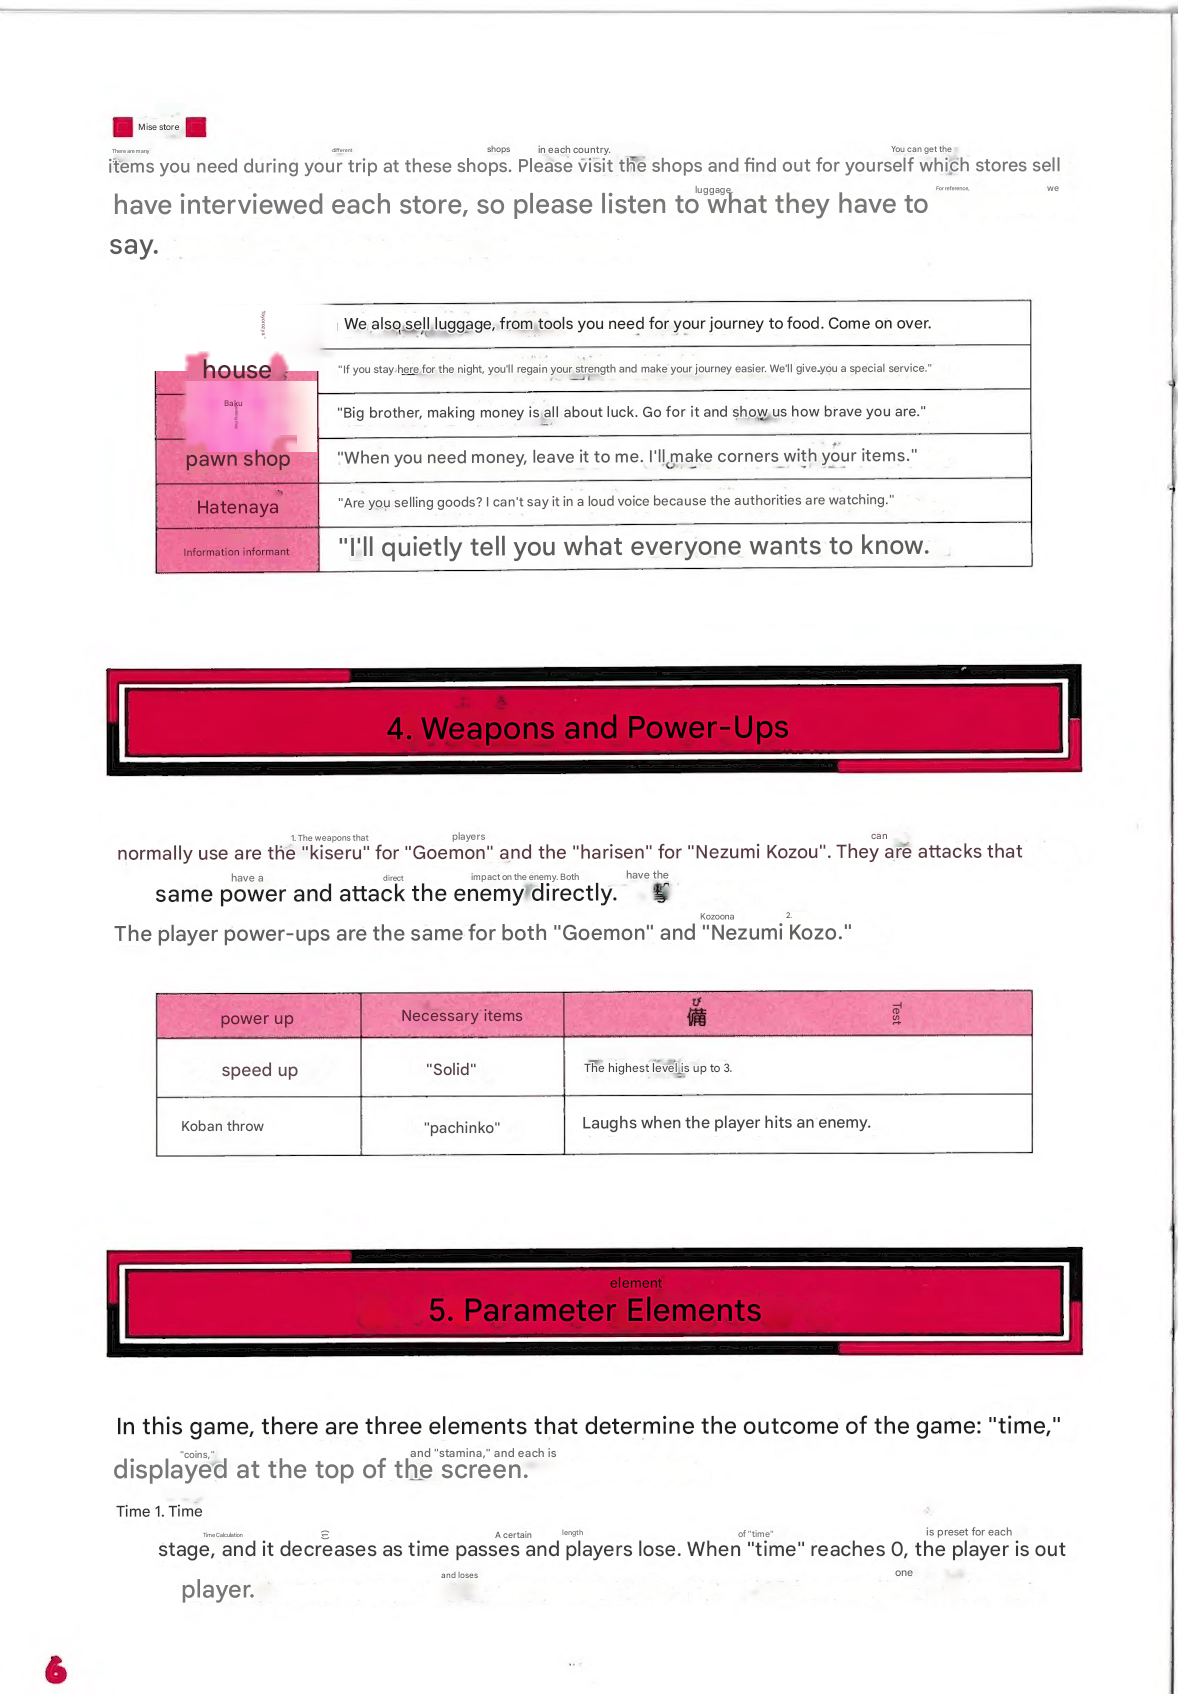 Mise store
There are many different shops in each country. You can get the
items you need during your trip at these shops. Please visit the shops and find out for yourself which stores sell
luggage. For reference, we
have interviewed each store, so please listen to what they have to
say.
We also sell luggage, from tools you need for your journey to food. Come on over.
house "If you stay here for the night, you'll regain your strength and make your journey easier. We'll give you a special service."
Baku "Big brother, making money is all about luck. Go for it and show us how brave you are."
pawn shop "When you need money, leave it to me. I'll make corners with your items."
Hatenaya "Are you selling goods? I can't say it in a loud voice because the authorities are watching."
Information informant "I'll quietly tell you what everyone wants to know.
4. Weapons and Power-Ups
1. The weapons that players can
normally use are the "kiseru" for "Goemon" and the "harisen" for "Nezumi Kozou". They are attacks that
have a direct impact on the enemy. Both have the
same power and attack the enemy directly.
Kozoona 2.
The player power-ups are the same for both "Goemon" and "Nezumi Kozo."
power up Necessary items び 備 Test
speed up "Solid" The highest level is up to 3.
Koban throw "pachinko" Laughs when the player hits an enemy.
element
5. Parameter Elements
In this game, there are three elements that determine the outcome of the game: "time,"
"coins," and "stamina," and each is
displayed at the top of the screen.
Time 1. Time
Time Calculation A certain length of "time" is preset for each
stage, and it decreases as time passes and players lose. When "time" reaches 0, the player is out
and loses one
player.
6